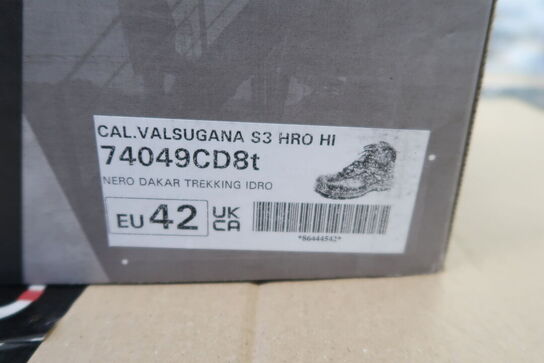 CAL.VALSUGANA S3 HRO HI
74049CD8t
NERO DAKAR TREKKING IDRO
EU 42 UK CA
*86444542*